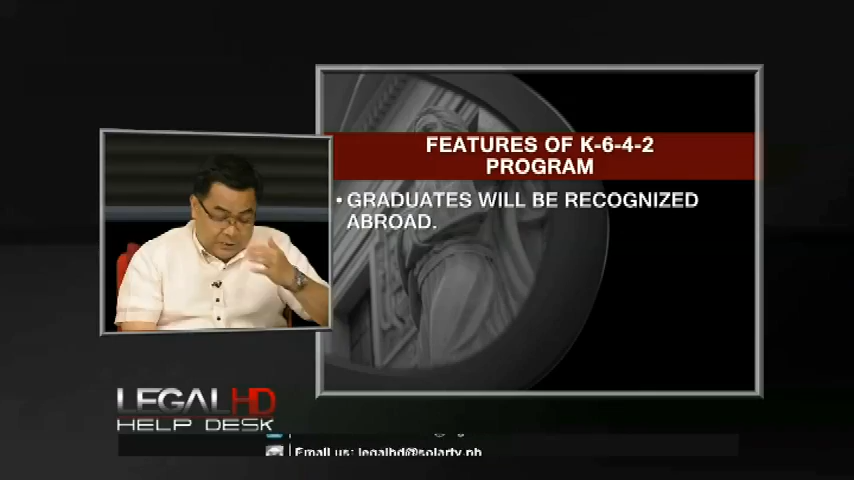 FEATURES OF K-6-4-2
PROGRAM
• GRADUATES WILL BE RECOGNIZED
ABROAD.
LEGALHD
HELP DESK
Email us: legalhd@solartv.ph